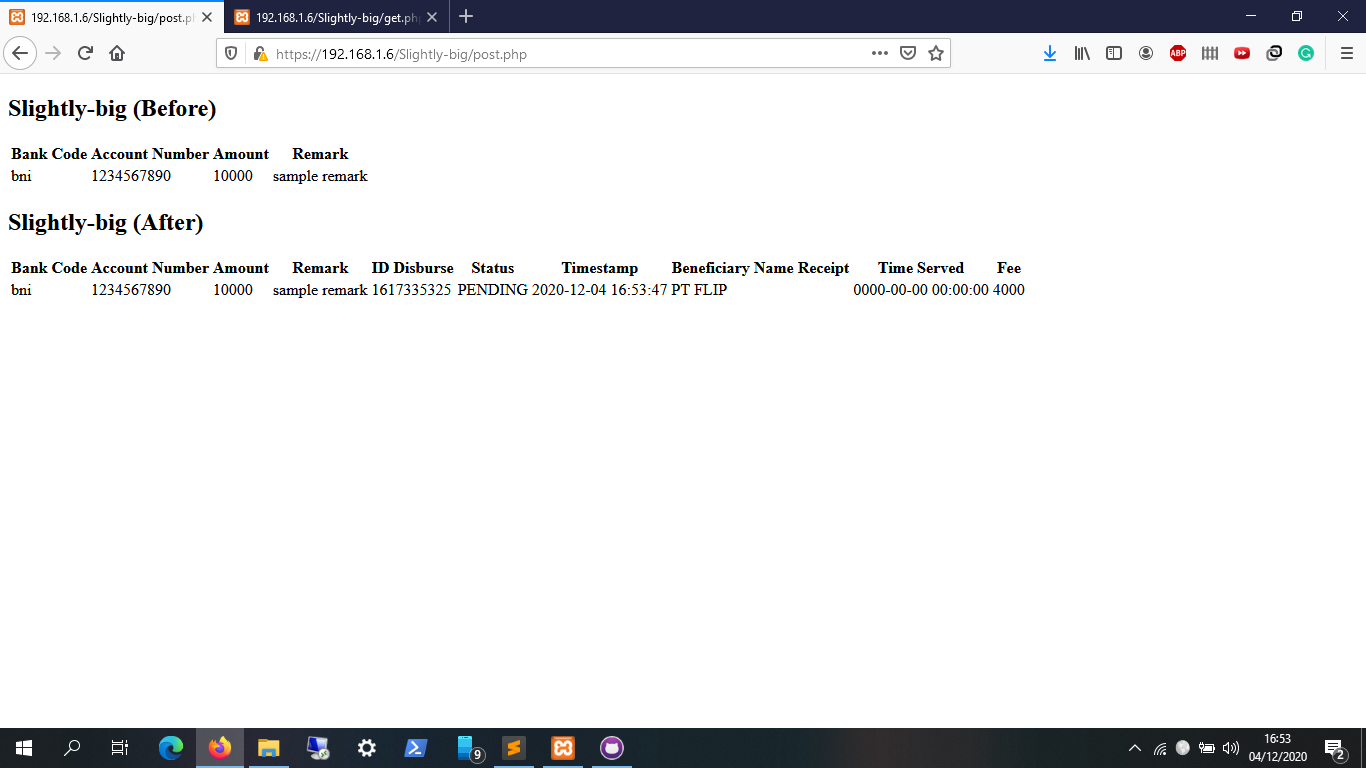 192.168.1.6/Slightly-big/post.p
192.168.1.6/Slightly-big/get.ph
https://192.168.1.6/Slightly-big/post.php
ABP
Slightly-big (Before)
Bank Code Account Number Amount Remark
bni 1234567890 10000 sample remark
Slightly-big (After)
Bank Code Account Number Amount Remark ID Disburse Status Timestamp Beneficiary Name Receipt Time Served Fee
bni 1234567890 10000 sample remark 1617335325 PENDING 2020-12-04 16:53:47 PT FLIP 0000-00-00 00:00:00 4000
9
16:53
04/12/2020
2